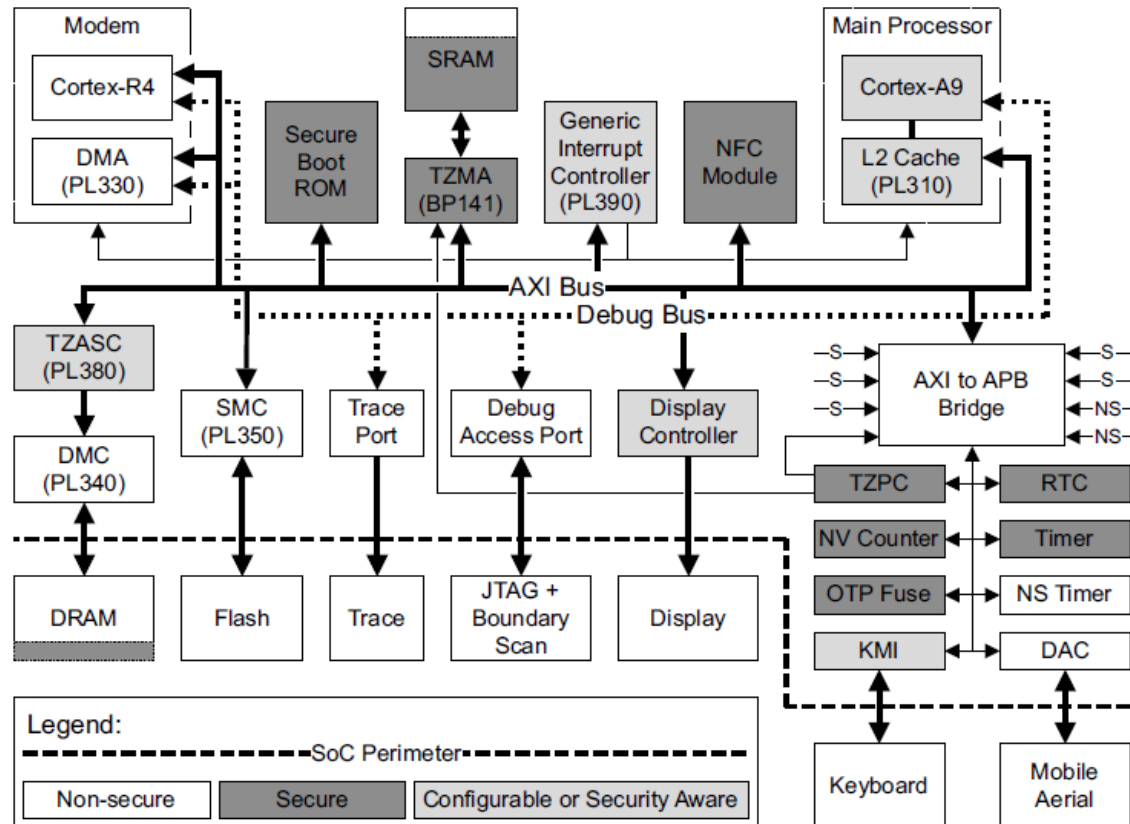 Modem
Cortex-R4
DMA
(PL330)
Secure
Boot
ROM
SRAM
TZMA
(BP141)
Generic
Interrupt
Controller
(PL390)
NFC
Module
Main Processor
Cortex-A9
L2 Cache
(PL310)
AXI Bus
Debug Bus
TZASC
(PL380)
DMC
(PL340)
SMC
(PL350)
Trace
Port
Debug
Access Port
Display
Controller
S
S
S
AXI to APB
Bridge
S
S
NS
NS
TZPC
RTC
NV Counter
Timer
OTP Fuse
NS Timer
KMI
DAC
DRAM
Flash
Trace
JTAG +
Boundary
Scan
Display
Keyboard
Mobile
Aerial
Legend:
SoC Perimeter
Non-secure
Secure
Configurable or Security Aware